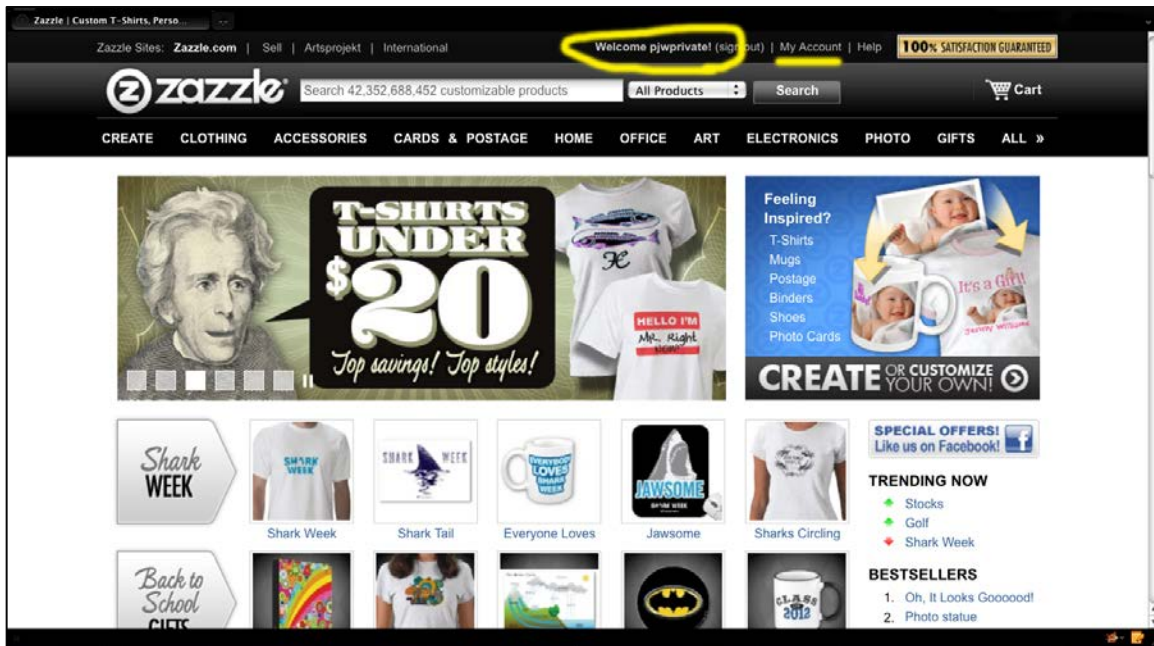 Zazzle | Custom T-Shirts, Perso...
Zazzle Sites: Zazzle.com | Sell | Artsprojekt | International
Welcome pjwprivate! (sign out) | My Account | Help
100% SATISFACTION GUARANTEED
zazzle
Search 42,352,688,452 customizable products
All Products
Search
Cart
CREATE CLOTHING ACCESSORIES CARDS & POSTAGE HOME OFFICE ART ELECTRONICS PHOTO GIFTS ALL »
T-SHIRTS
UNDER
$20
Top savings! Top styles!
HELLO I'M
Mr. Right
Feeling
Inspired?
T-Shirts
Mugs
Postage
Binders
Shoes
Photo Cards
It's a Girl!
CREATE OR CUSTOMIZE
YOUR OWN!
Shark
WEEK
SHARK
WEEK
SHARK WEEK
EVERYBODY
LOVES
SHARK
WEEK
JAWSOME
SHARK WEEK
Shark Week
Shark Tail
Everyone Loves
Jawsome
Sharks Circling
SPECIAL OFFERS!
Like us on Facebook!
TRENDING NOW
Stocks
Golf
Shark Week
BESTSELLERS
1. Oh, It Looks Goooood!
2. Photo statue
Back to
School
GIFTS
CLASS
2012